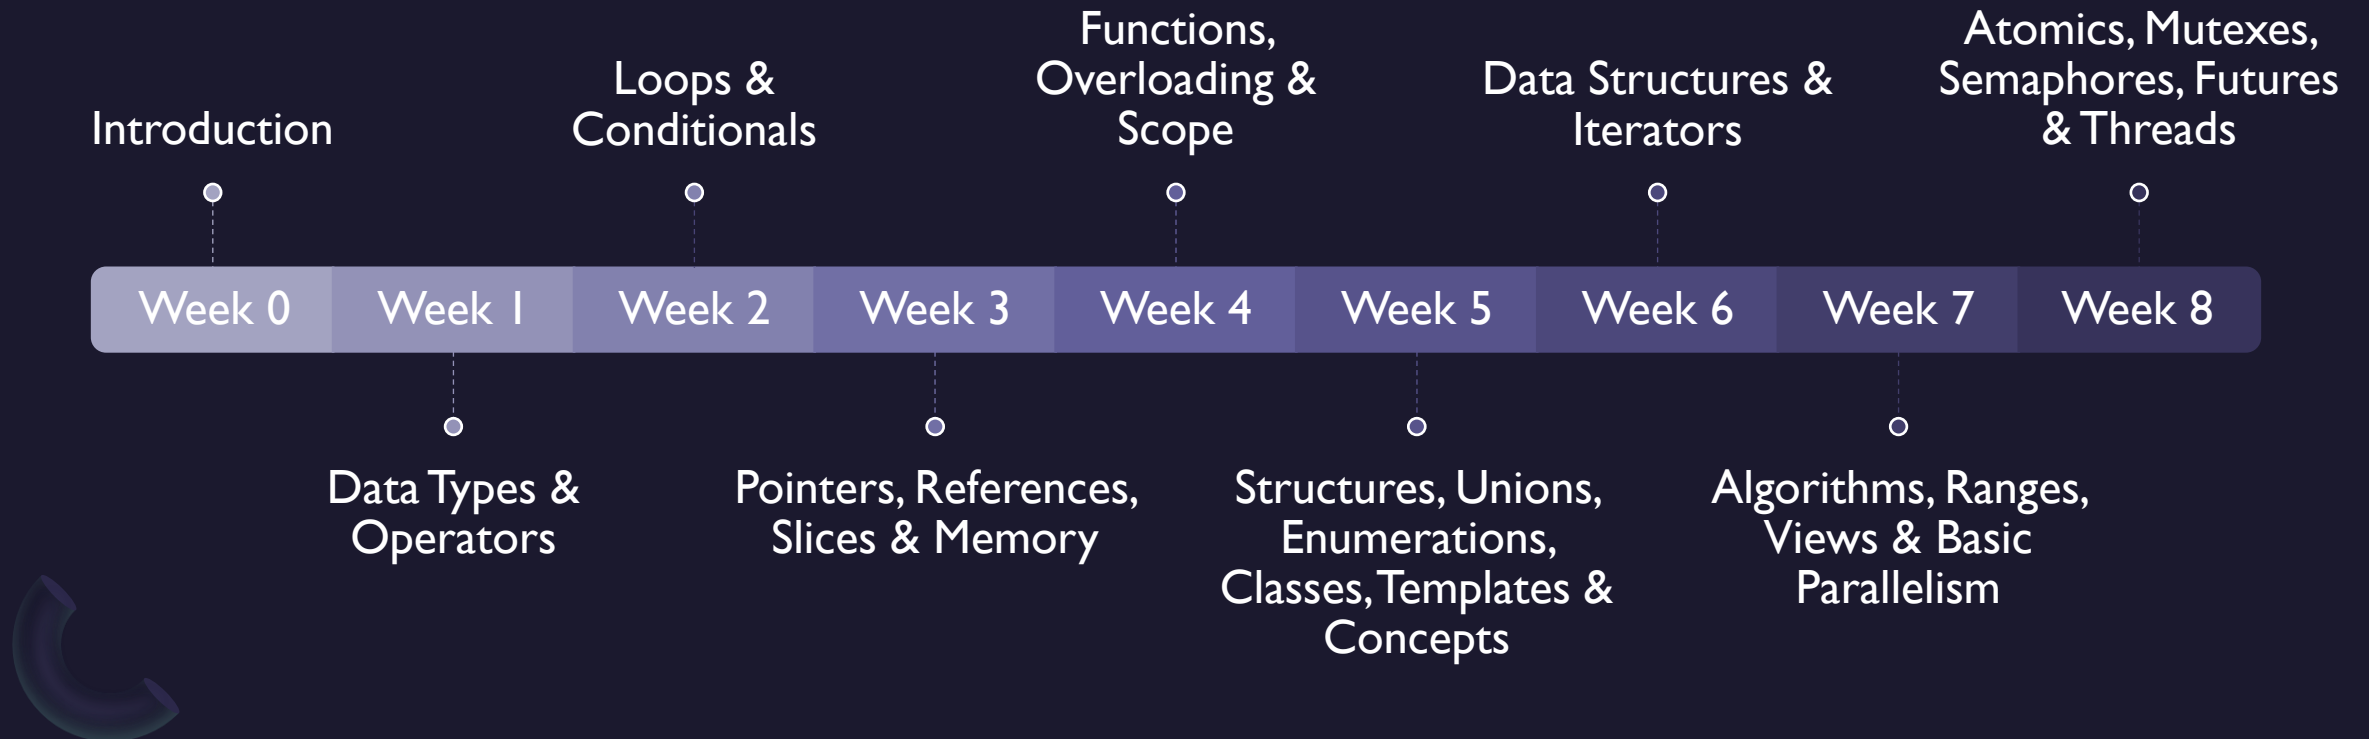 Introduction
Loops &
Conditionals
Functions,
Overloading &
Scope
Data Structures &
Iterators
Atomics, Mutexes,
Semaphores, Futures
& Threads
Week 0
Week 1
Week 2
Week 3
Week 4
Week 5
Week 6
Week 7
Week 8
Data Types &
Operators
Pointers, References,
Slices & Memory
Structures, Unions,
Enumerations,
Classes, Templates &
Concepts
Algorithms, Ranges,
Views & Basic
Parallelism